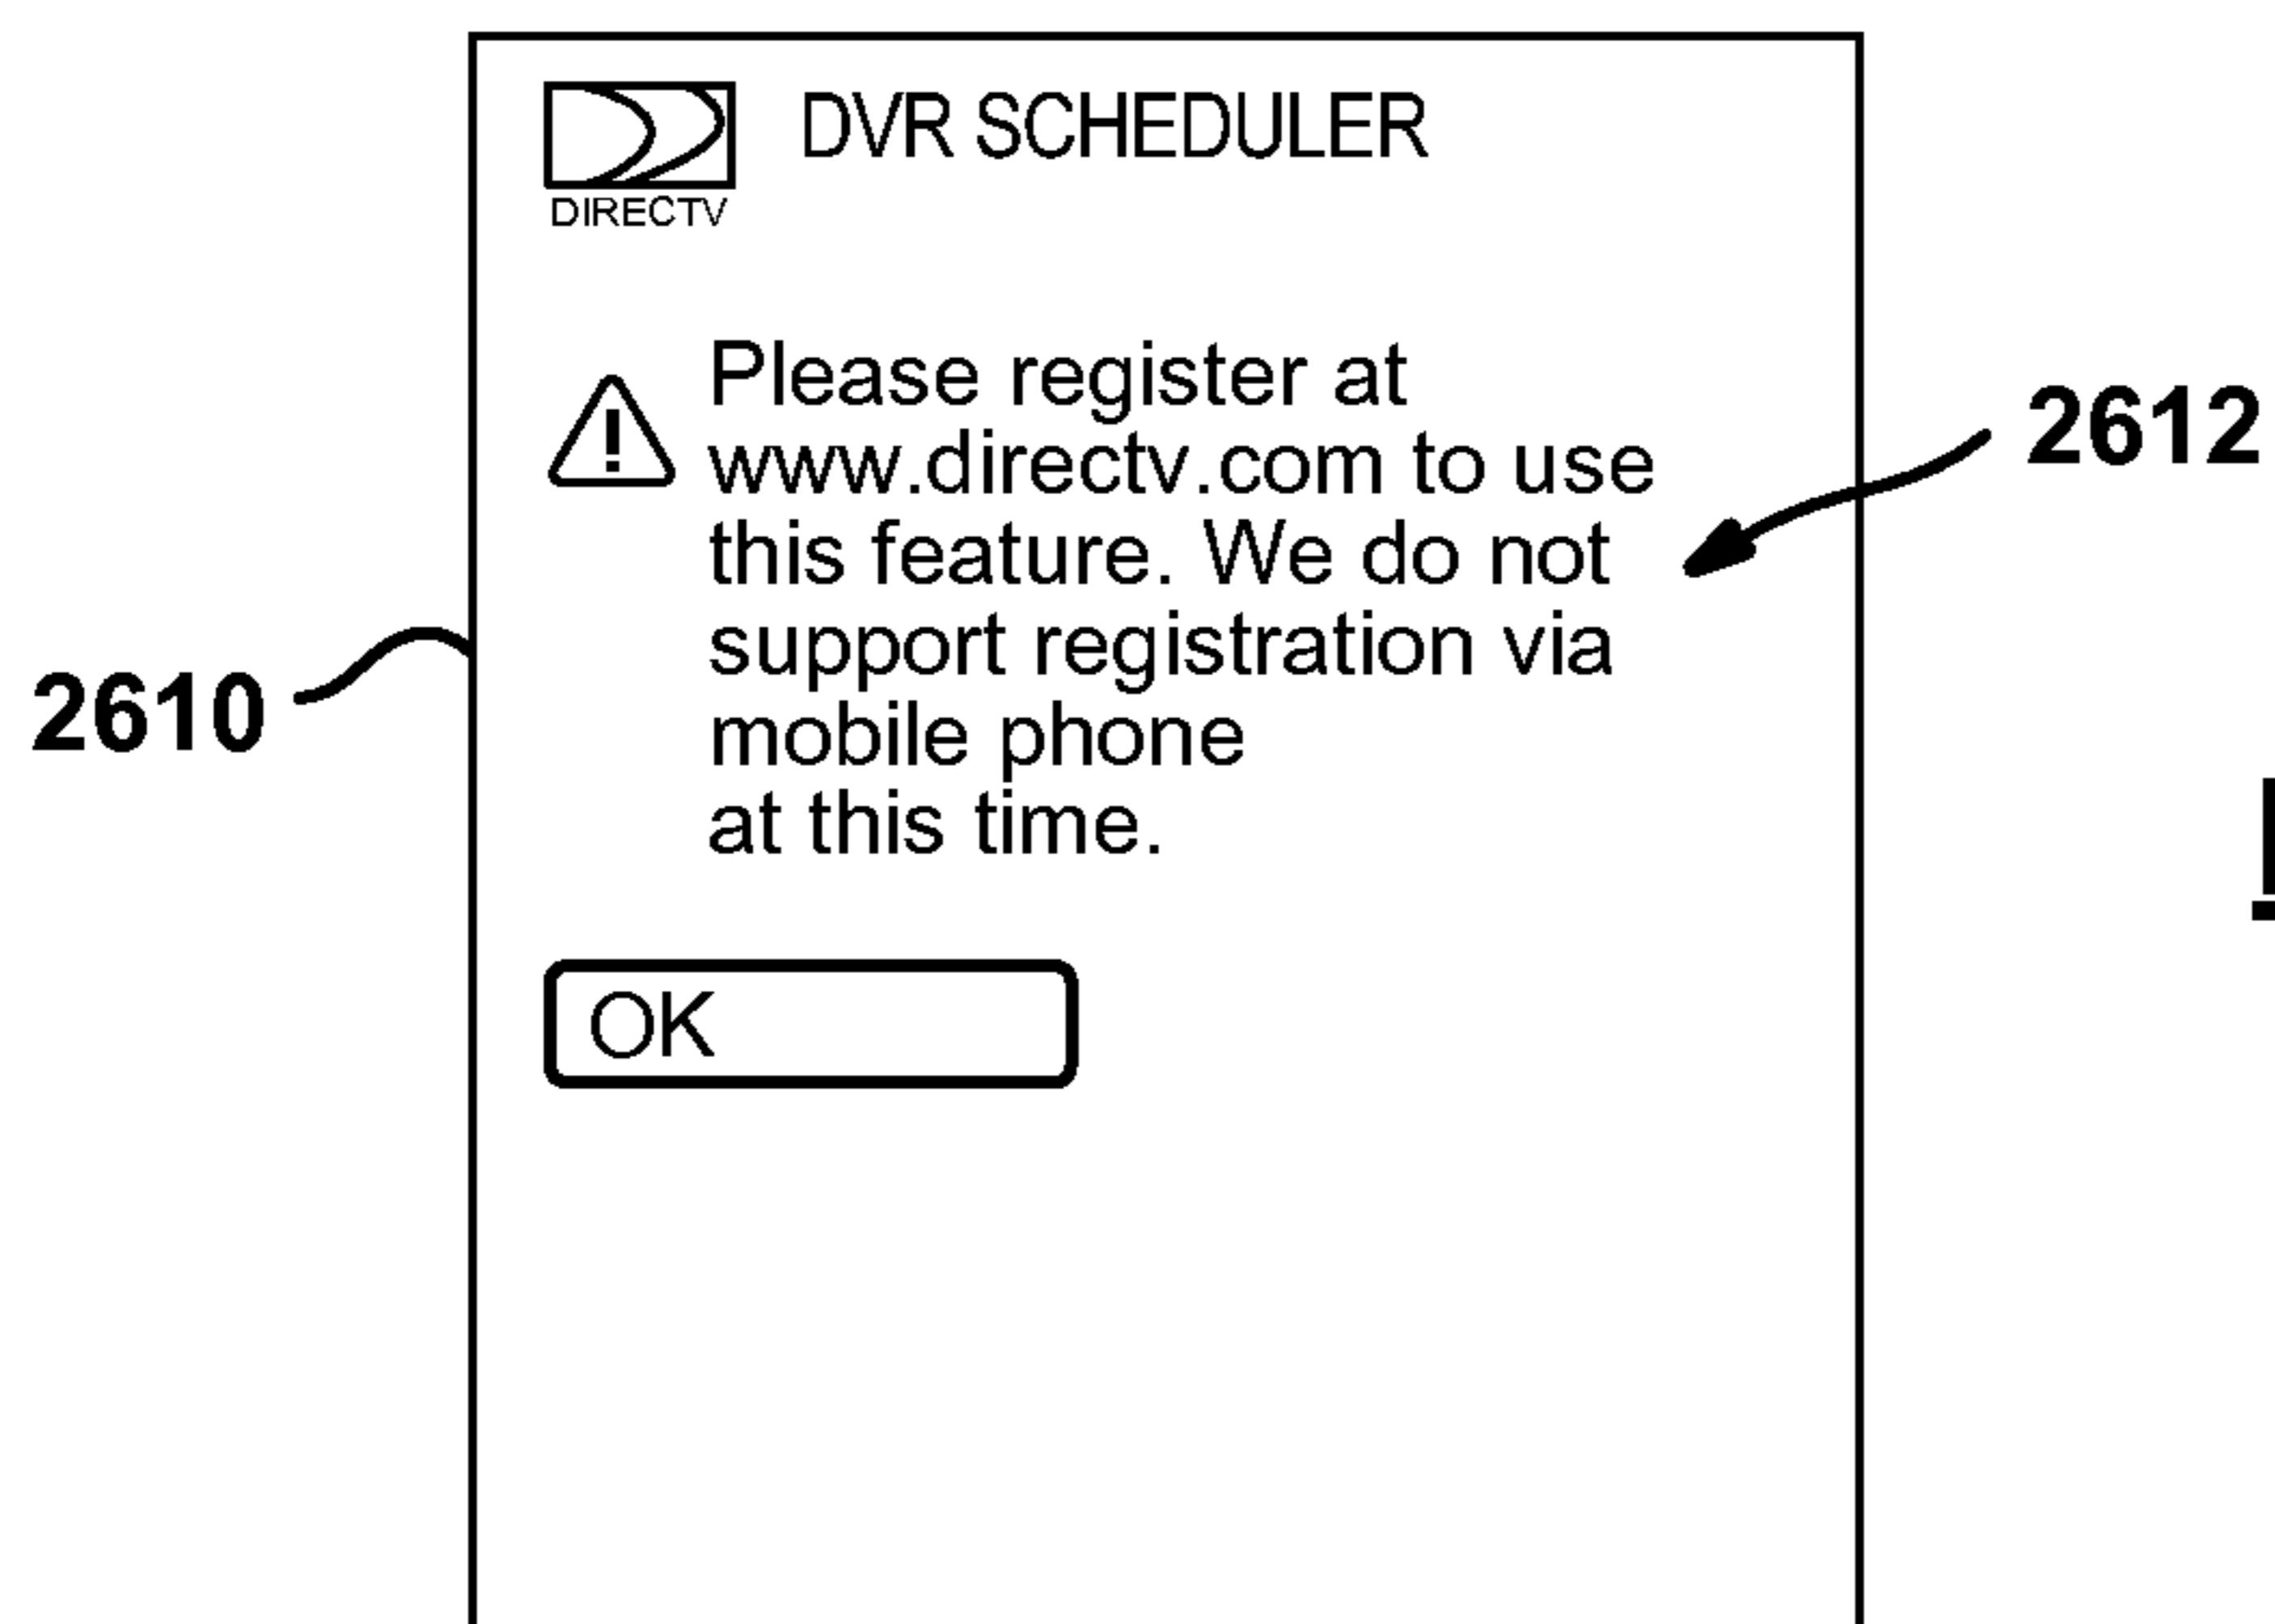 DVR SCHEDULER
DIRECTV
Please register at
www.directv.com to use
this feature. We do not
support registration via
mobile phone
at this time.
2612
2610
OK